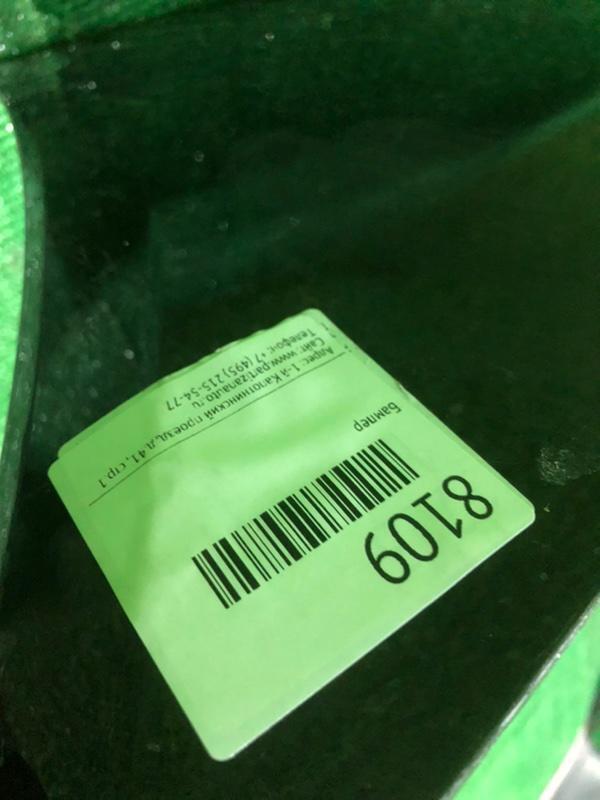 Телефон: +7 (495) 215-54-77
Сайт: www.partizanauto.ru
Адрес: 1-й Капотнинский проезд, д.41, стр.1
Бампер
8109